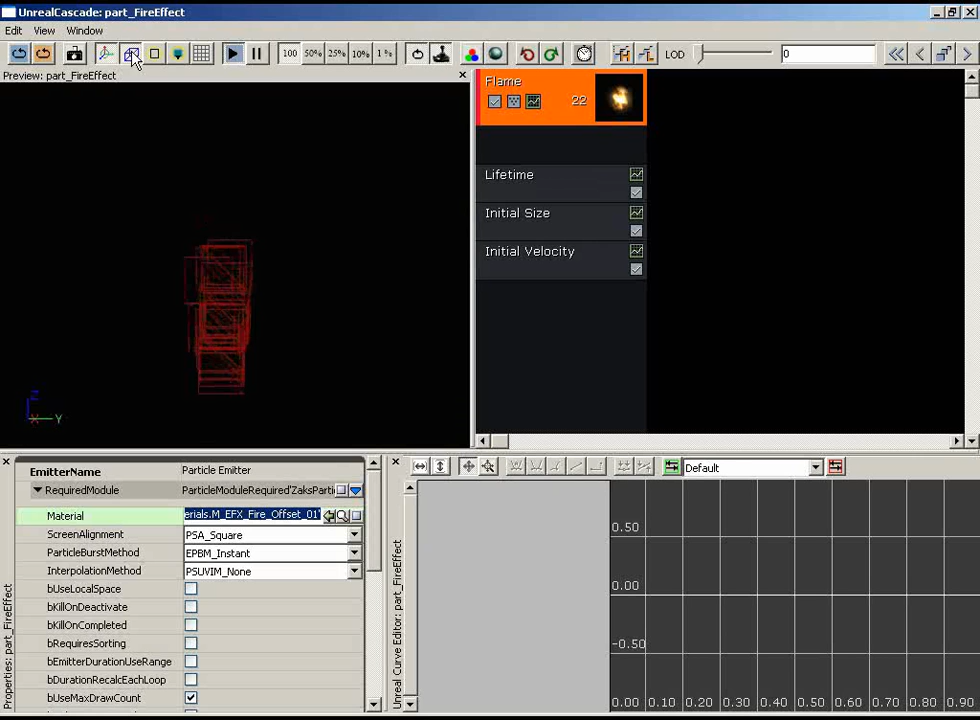 UnrealCascade: part_FireEffect
Edit View Window
100 50% 25% 10% 1% LOD 0
Preview: part_FireEffect
Flame
22
Lifetime
Initial Size
Initial Velocity
Z
X Y
EmitterName Particle Emitter
RequiredModule ParticleModuleRequired'ZaksParti
Material erials.M_EFX_Fire_Offset_01'
ScreenAlignment PSA_Square
ParticleBurstMethod EPBM_Instant
InterpolationMethod PSUVIM_None
bUseLocalSpace
bKillOnDeactivate
bKillOnCompleted
bRequiresSorting
bEmitterDurationUseRange
bDurationRecalcEachLoop
bUseMaxDrawCount
Properties: part_FireEffect
Unreal Curve Editor: part_FireEffect
Default
0.50
0.00
-0.50
0.00 0.10 0.20 0.30 0.40 0.50 0.60 0.70 0.80 0.90